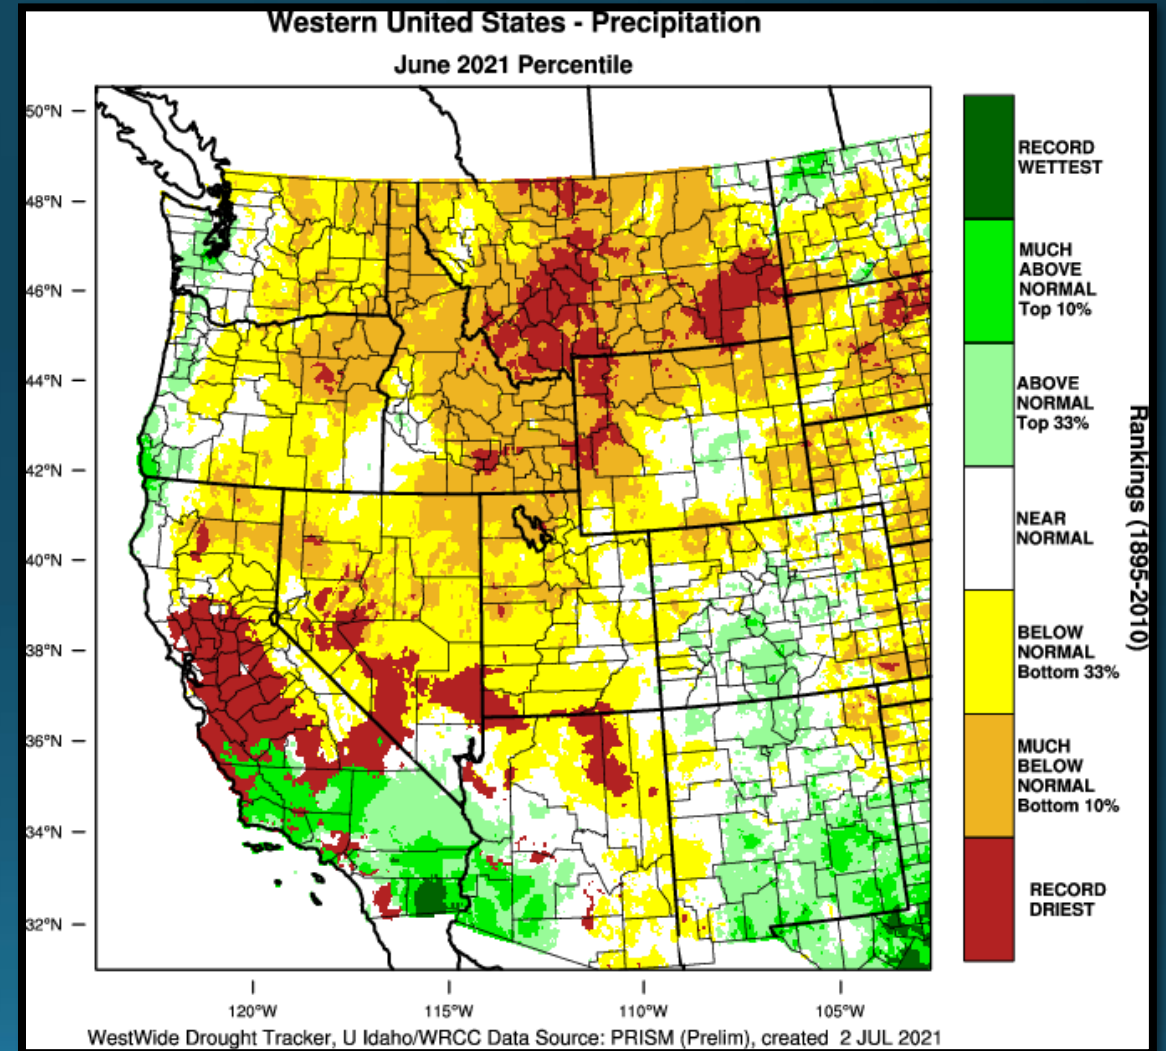 Western United States - Precipitation
June 2021 Percentile
50°N
48°N
46°N
44°N
42°N
40°N
38°N
36°N
34°N
32°N
120°W
115°W
110°W
105°W
RECORD
WETTEST
MUCH
ABOVE
NORMAL
Top 10%
ABOVE
NORMAL
Top 33%
NEAR
NORMAL
BELOW
NORMAL
Bottom 33%
MUCH
BELOW
NORMAL
Bottom 10%
RECORD
DRIEST
Rankings (1895-2010)
WestWide Drought Tracker, U Idaho/WRCC Data Source: PRISM (Prelim), created 2 JUL 2021